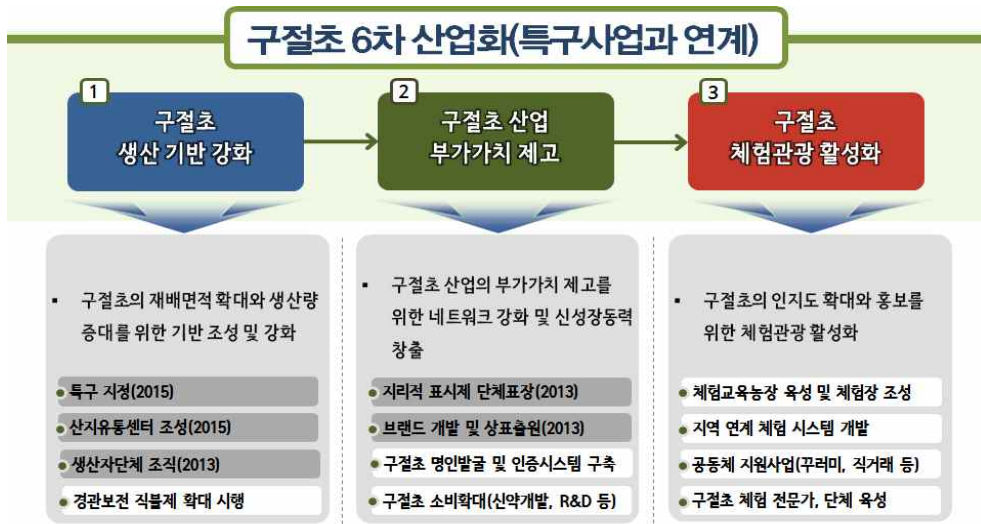 구절초 6차 산업화(특구사업과 연계)
1
구절초
생산 기반 강화
2
구절초 산업
부가가치 제고
3
구절초
체험관광 활성화
▪ 구절초의 재배면적 확대와 생산량
증대를 위한 기반 조성 및 강화
● 특구 지정(2015)
● 산지유통센터 조성(2015)
● 생산자단체 조직(2013)
● 경관보전 직불제 확대 시행
▪ 구절초 산업의 부가가치 제고를
위한 네트워크 강화 및 신성장동력
창출
● 지리적 표시제 단체표장(2013)
● 브랜드 개발 및 상표출원(2013)
● 구절초 명인발굴 및 인증시스템 구축
● 구절초 소비확대(신약개발, R&D 등)
▪ 구절초의 인지도 확대와 홍보를
위한 체험관광 활성화
● 체험교육농장 육성 및 체험장 조성
● 지역 연계 체험 시스템 개발
● 공동체 지원사업(꾸러미, 직거래 등)
● 구절초 체험 전문가, 단체 육성